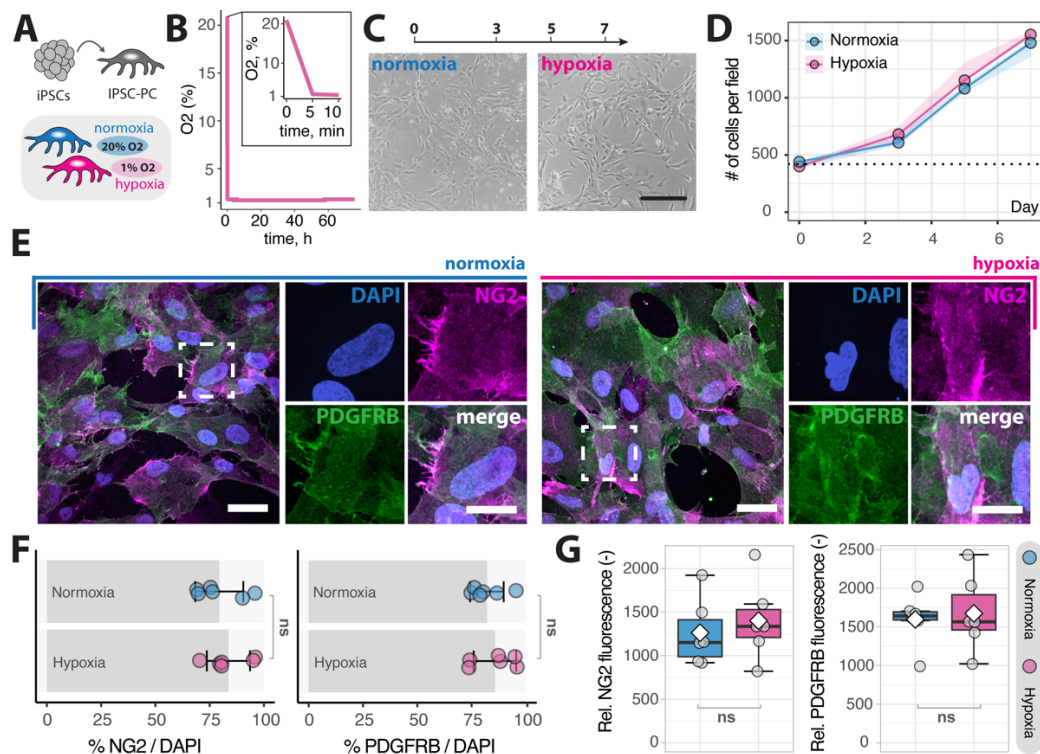 A
iPSCs
IPSC-PC
normoxia
20% O2
1% O2
hypoxia
B
O2 (%)
20
15
10
5
1
0
40
60
time, h
O2, %
20
1
0
5
10
time, min
C
0
3
5
7
normoxia
hypoxia
D
Normoxia
Hypoxia
# of cells per field
1500
1000
500
0
Day
0
2
4
6
E
normoxia
DAPI
NG2
PDGFRB
merge
hypoxia
DAPI
NG2
PDGFRB
merge
F
Normoxia
Hypoxia
ns
0
25
50
75
100
% NG2 / DAPI
Normoxia
Hypoxia
ns
0
25
50
75
100
% PDGFRB / DAPI
G
Rel. NG2 fluorescence (-)
2000
1500
1000
500
0
ns
Rel. PDGFRB fluorescence (-)
2500
2000
1500
1000
500
0
ns
Normoxia
Hypoxia